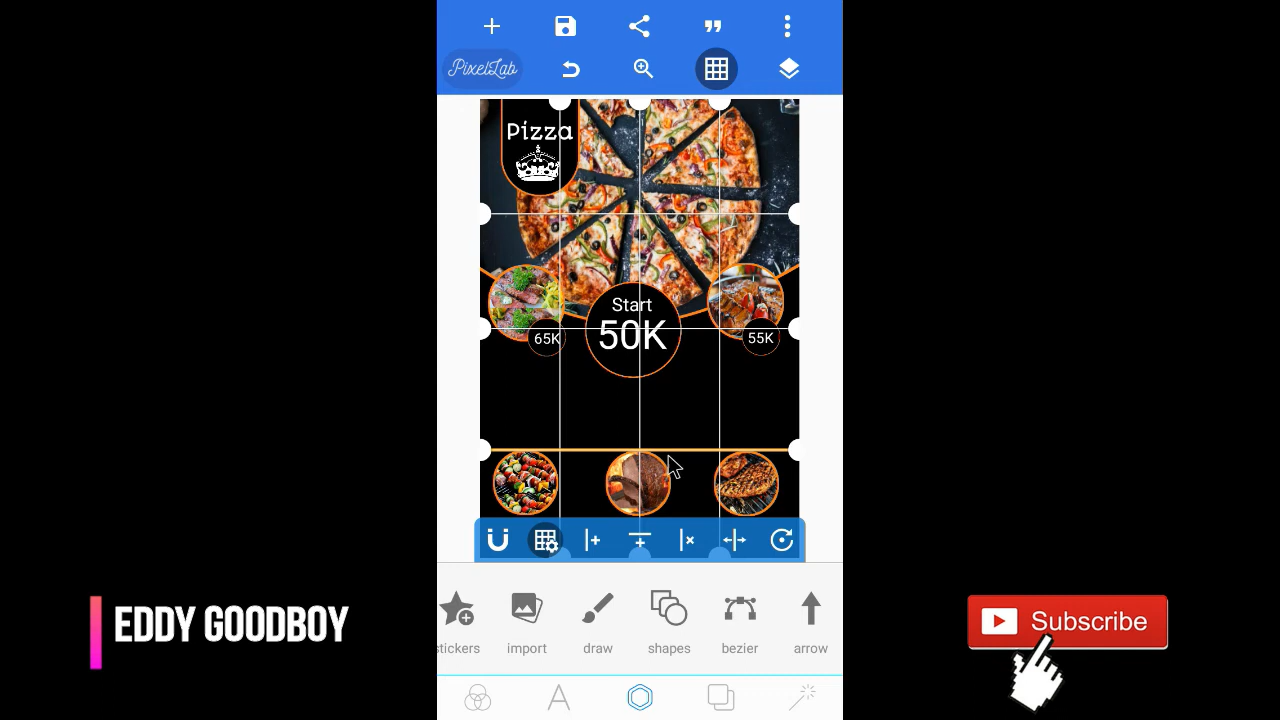 PixelLab
Pizza
Start
50K
65K
55K
stickers
import
draw
shapes
bezier
arrow
EDDY GOODBOY
Subscribe